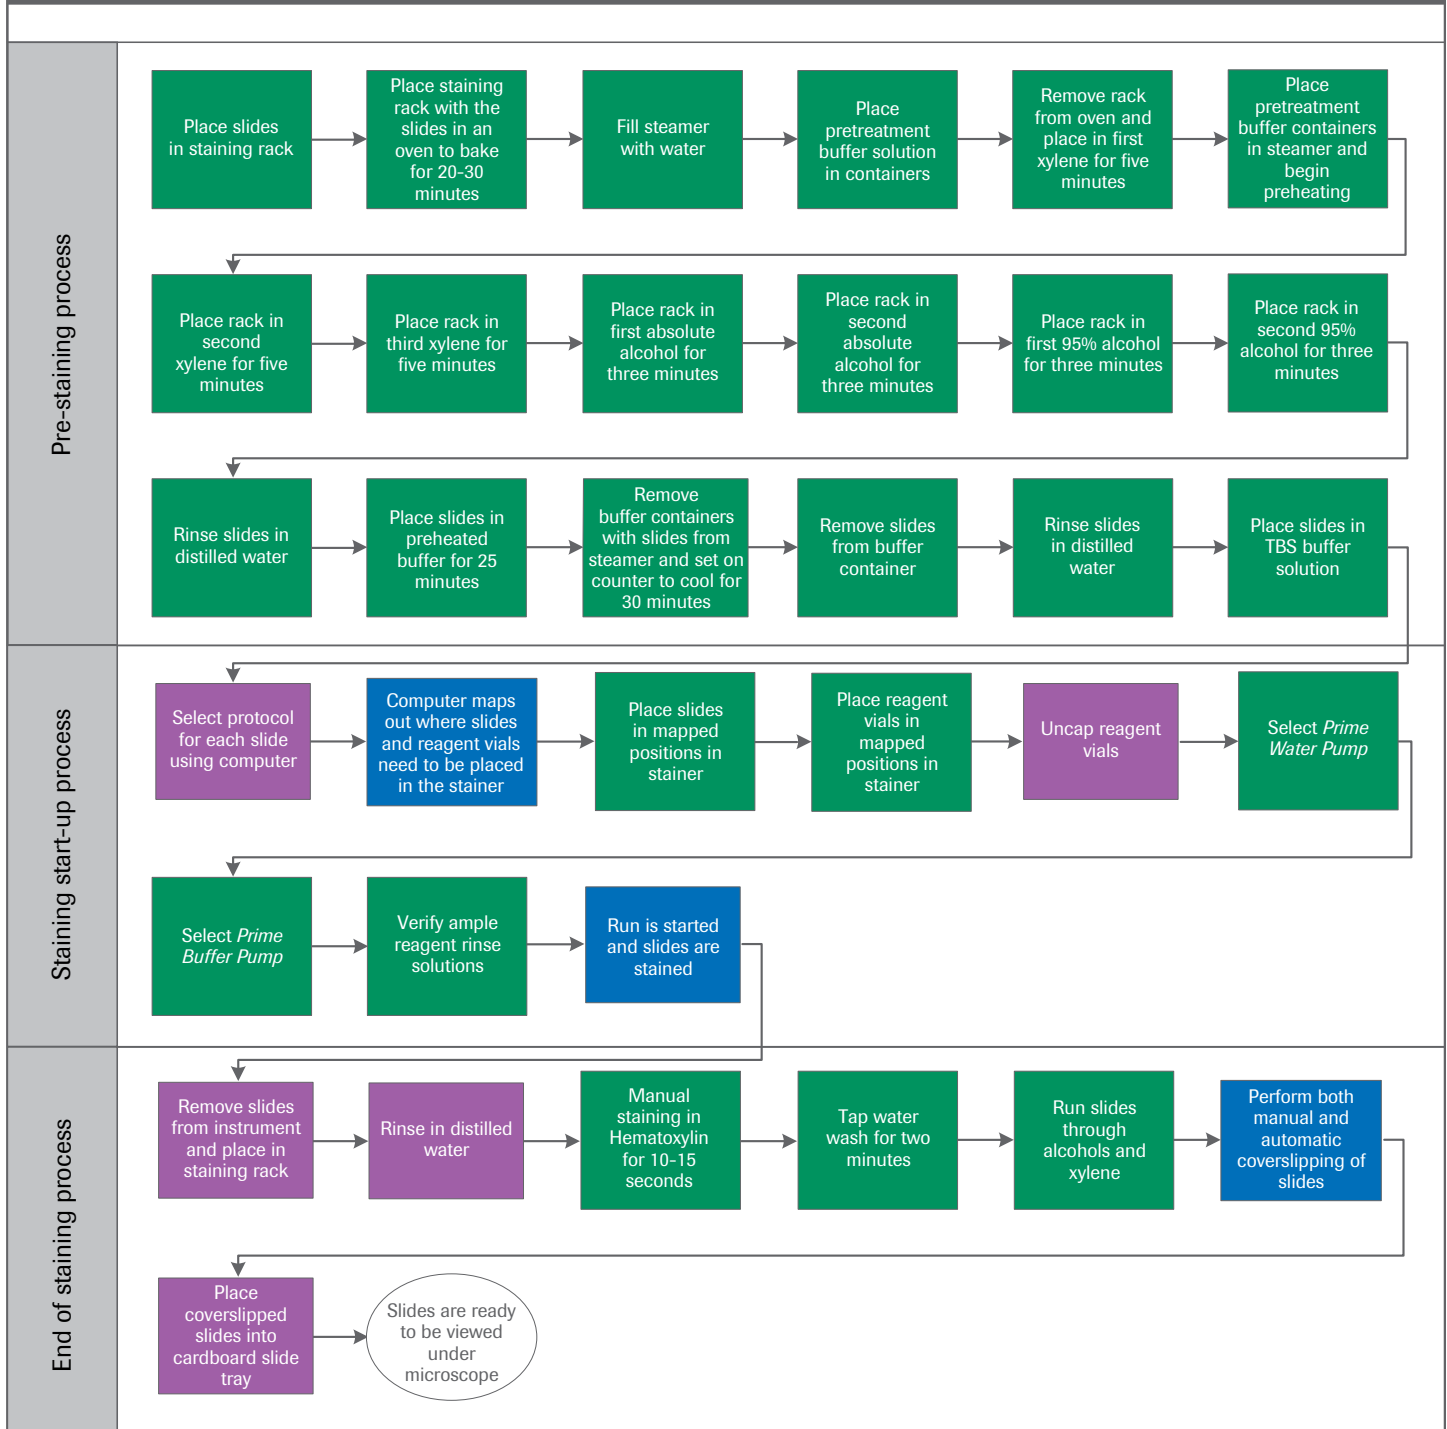 Pre-staining process
Place slides
in staining rack
Place staining
rack with the
slides in an
oven to bake
for 20-30
minutes
Fill steamer
with water
Place
pretreatment
buffer solution
in containers
Remove rack
from oven and
place in first
xylene for five
minutes
Place
pretreatment
buffer containers
in steamer and
begin
preheating
Place rack in
second
xylene for five
minutes
Place rack in
third xylene for
five minutes
Place rack in
first absolute
alcohol for
three minutes
Place rack in
second
absolute
alcohol for
three minutes
Place rack in
first 95% alcohol
for three minutes
Place rack in
second 95%
alcohol for three
minutes
Rinse slides in
distilled water
Place slides in
preheated
buffer for 25
minutes
Remove
buffer containers
with slides from
steamer and set on
counter to cool for
30 minutes
Remove slides
from buffer
container
Rinse slides
in distilled
water
Place slides in
TBS buffer
solution
Staining start-up process
Select protocol
for each slide
using computer
Computer maps
out where slides
and reagent vials
need to be placed
in the stainer
Place slides
in mapped
positions in
stainer
Place reagent
vials in
mapped
positions in
stainer
Uncap reagent
vials
Select Prime
Water Pump
Select Prime
Buffer Pump
Verify ample
reagent rinse
solutions
Run is started
and slides are
stained
End of staining process
Remove slides
from instrument
and place in
staining rack
Rinse in distilled
water
Manual
staining in
Hematoxylin
for 10-15
seconds
Tap water
wash for two
minutes
Run slides
through
alcohols and
xylene
Perform both
manual and
automatic
coverslipping of
slides
Place
coverslipped
slides into
cardboard slide
tray
Slides are ready
to be viewed
under
microscope